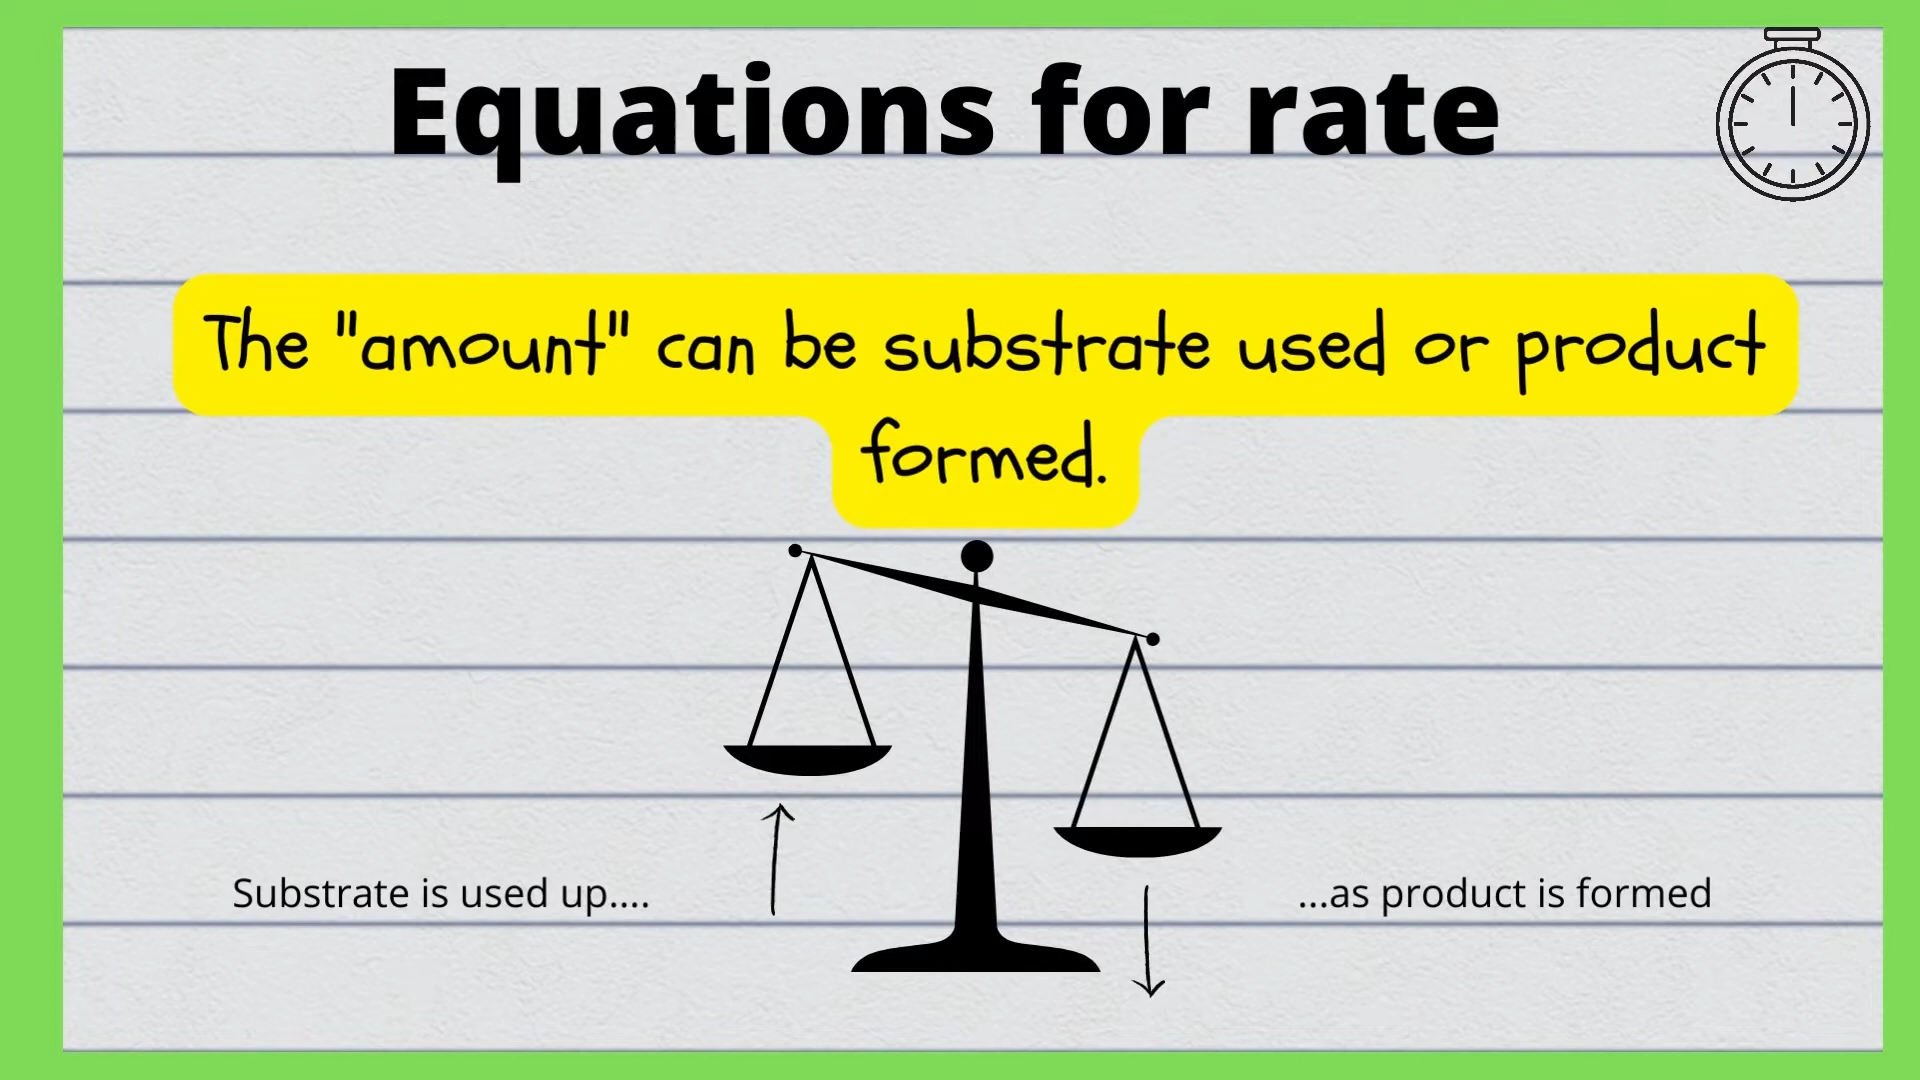 Equations for rate
The "amount" can be substrate used or product
formed.
Substrate is used up....
...as product is formed